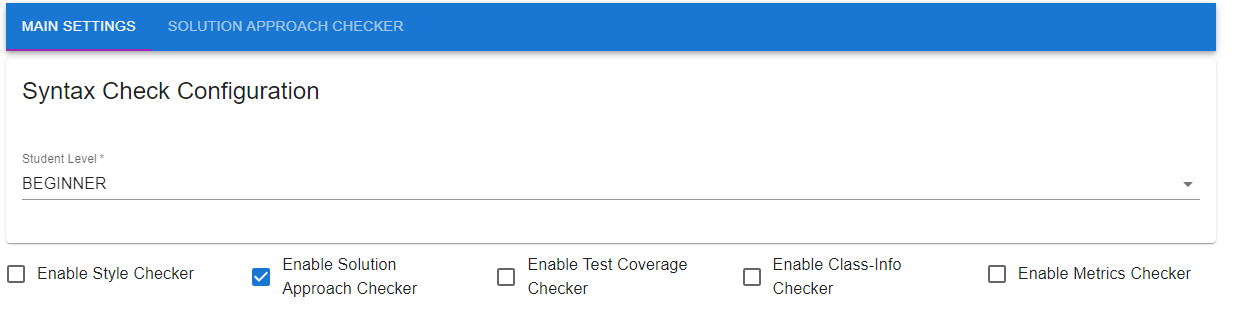 MAIN SETTINGS SOLUTION APPROACH CHECKER
Syntax Check Configuration
Student Level *
BEGINNER
Enable Style Checker
Enable Solution
Approach Checker
Enable Test Coverage
Checker
Enable Class-Info
Checker
Enable Metrics Checker